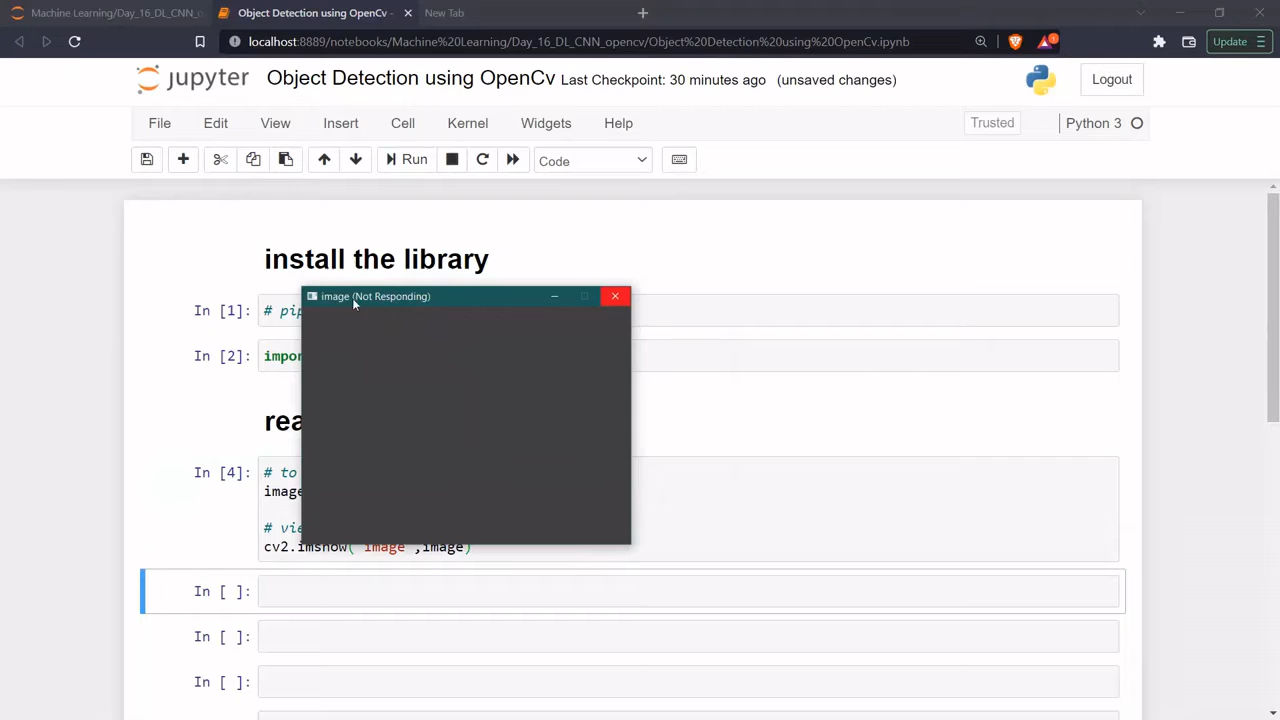 Machine Learning/Day_16_DL_CNN_o
Object Detection using OpenCv -
New Tab
localhost:8889/notebooks/Machine%20Learning/Day_16_DL_CNN_opencv/Object%20Detection%20using%20OpenCv.ipynb
1
Update
jupyter Object Detection using OpenCv Last Checkpoint: 30 minutes ago (unsaved changes)
Logout
File Edit View Insert Cell Kernel Widgets Help
Trusted
Python 3
Run
Code
install the library
image (Not Responding)
In [1]: # pip
In [2]: impor
rea
In [4]: # to
image
# vie
cv2.imshow( image ,image)
In [ ]:
In [ ]:
In [ ]: